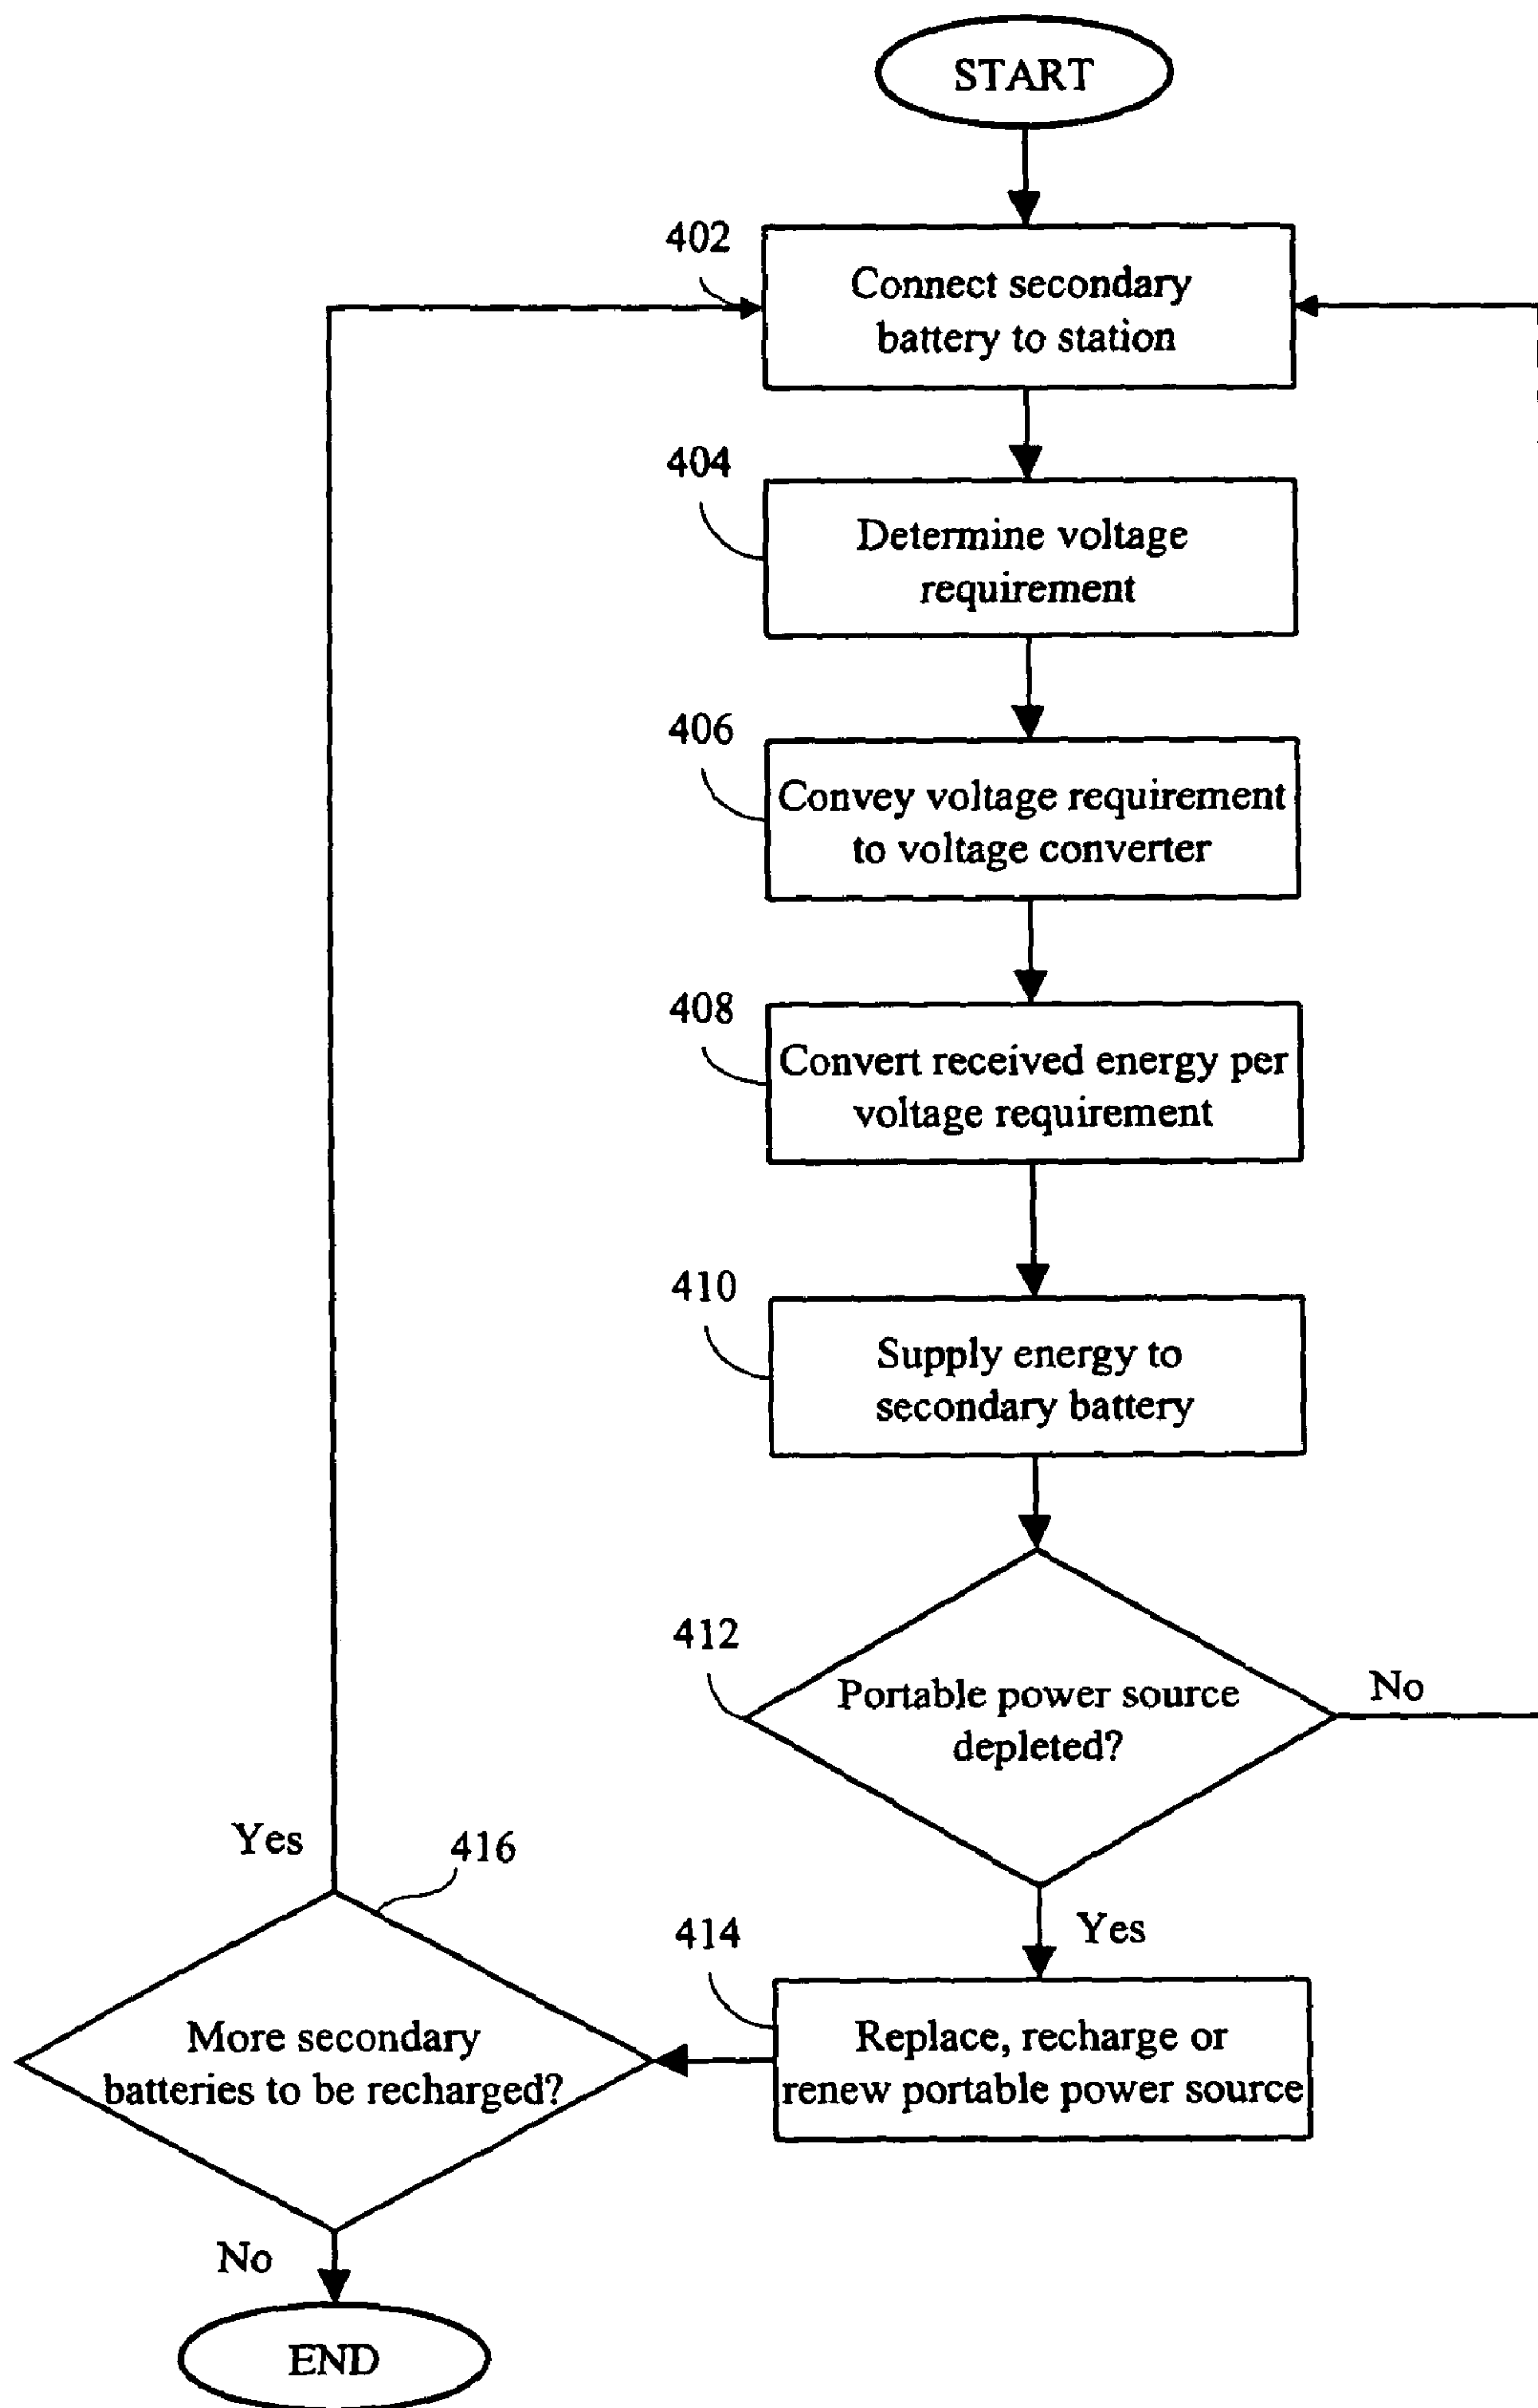 START
402
Connect secondary
battery to station
404
Determine voltage
requirement
406
Convey voltage requirement
to voltage converter
408
Convert received energy per
voltage requirement
410
Supply energy to
secondary battery
412
Portable power source
depleted?
No
Yes
416
414
Yes
Replace, recharge or
renew portable power source
More secondary
batteries to be recharged?
No
END